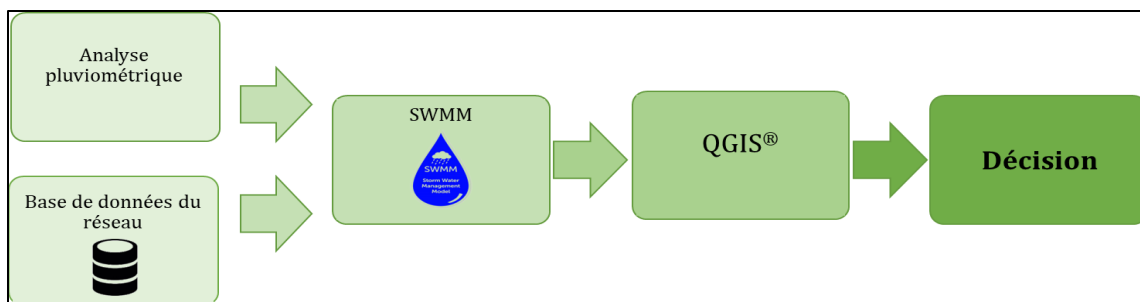 Analyse
pluviométrique
Base de données du
réseau
SWMM
SWMM
Storm Water
Management
Model
QGIS®
Décision